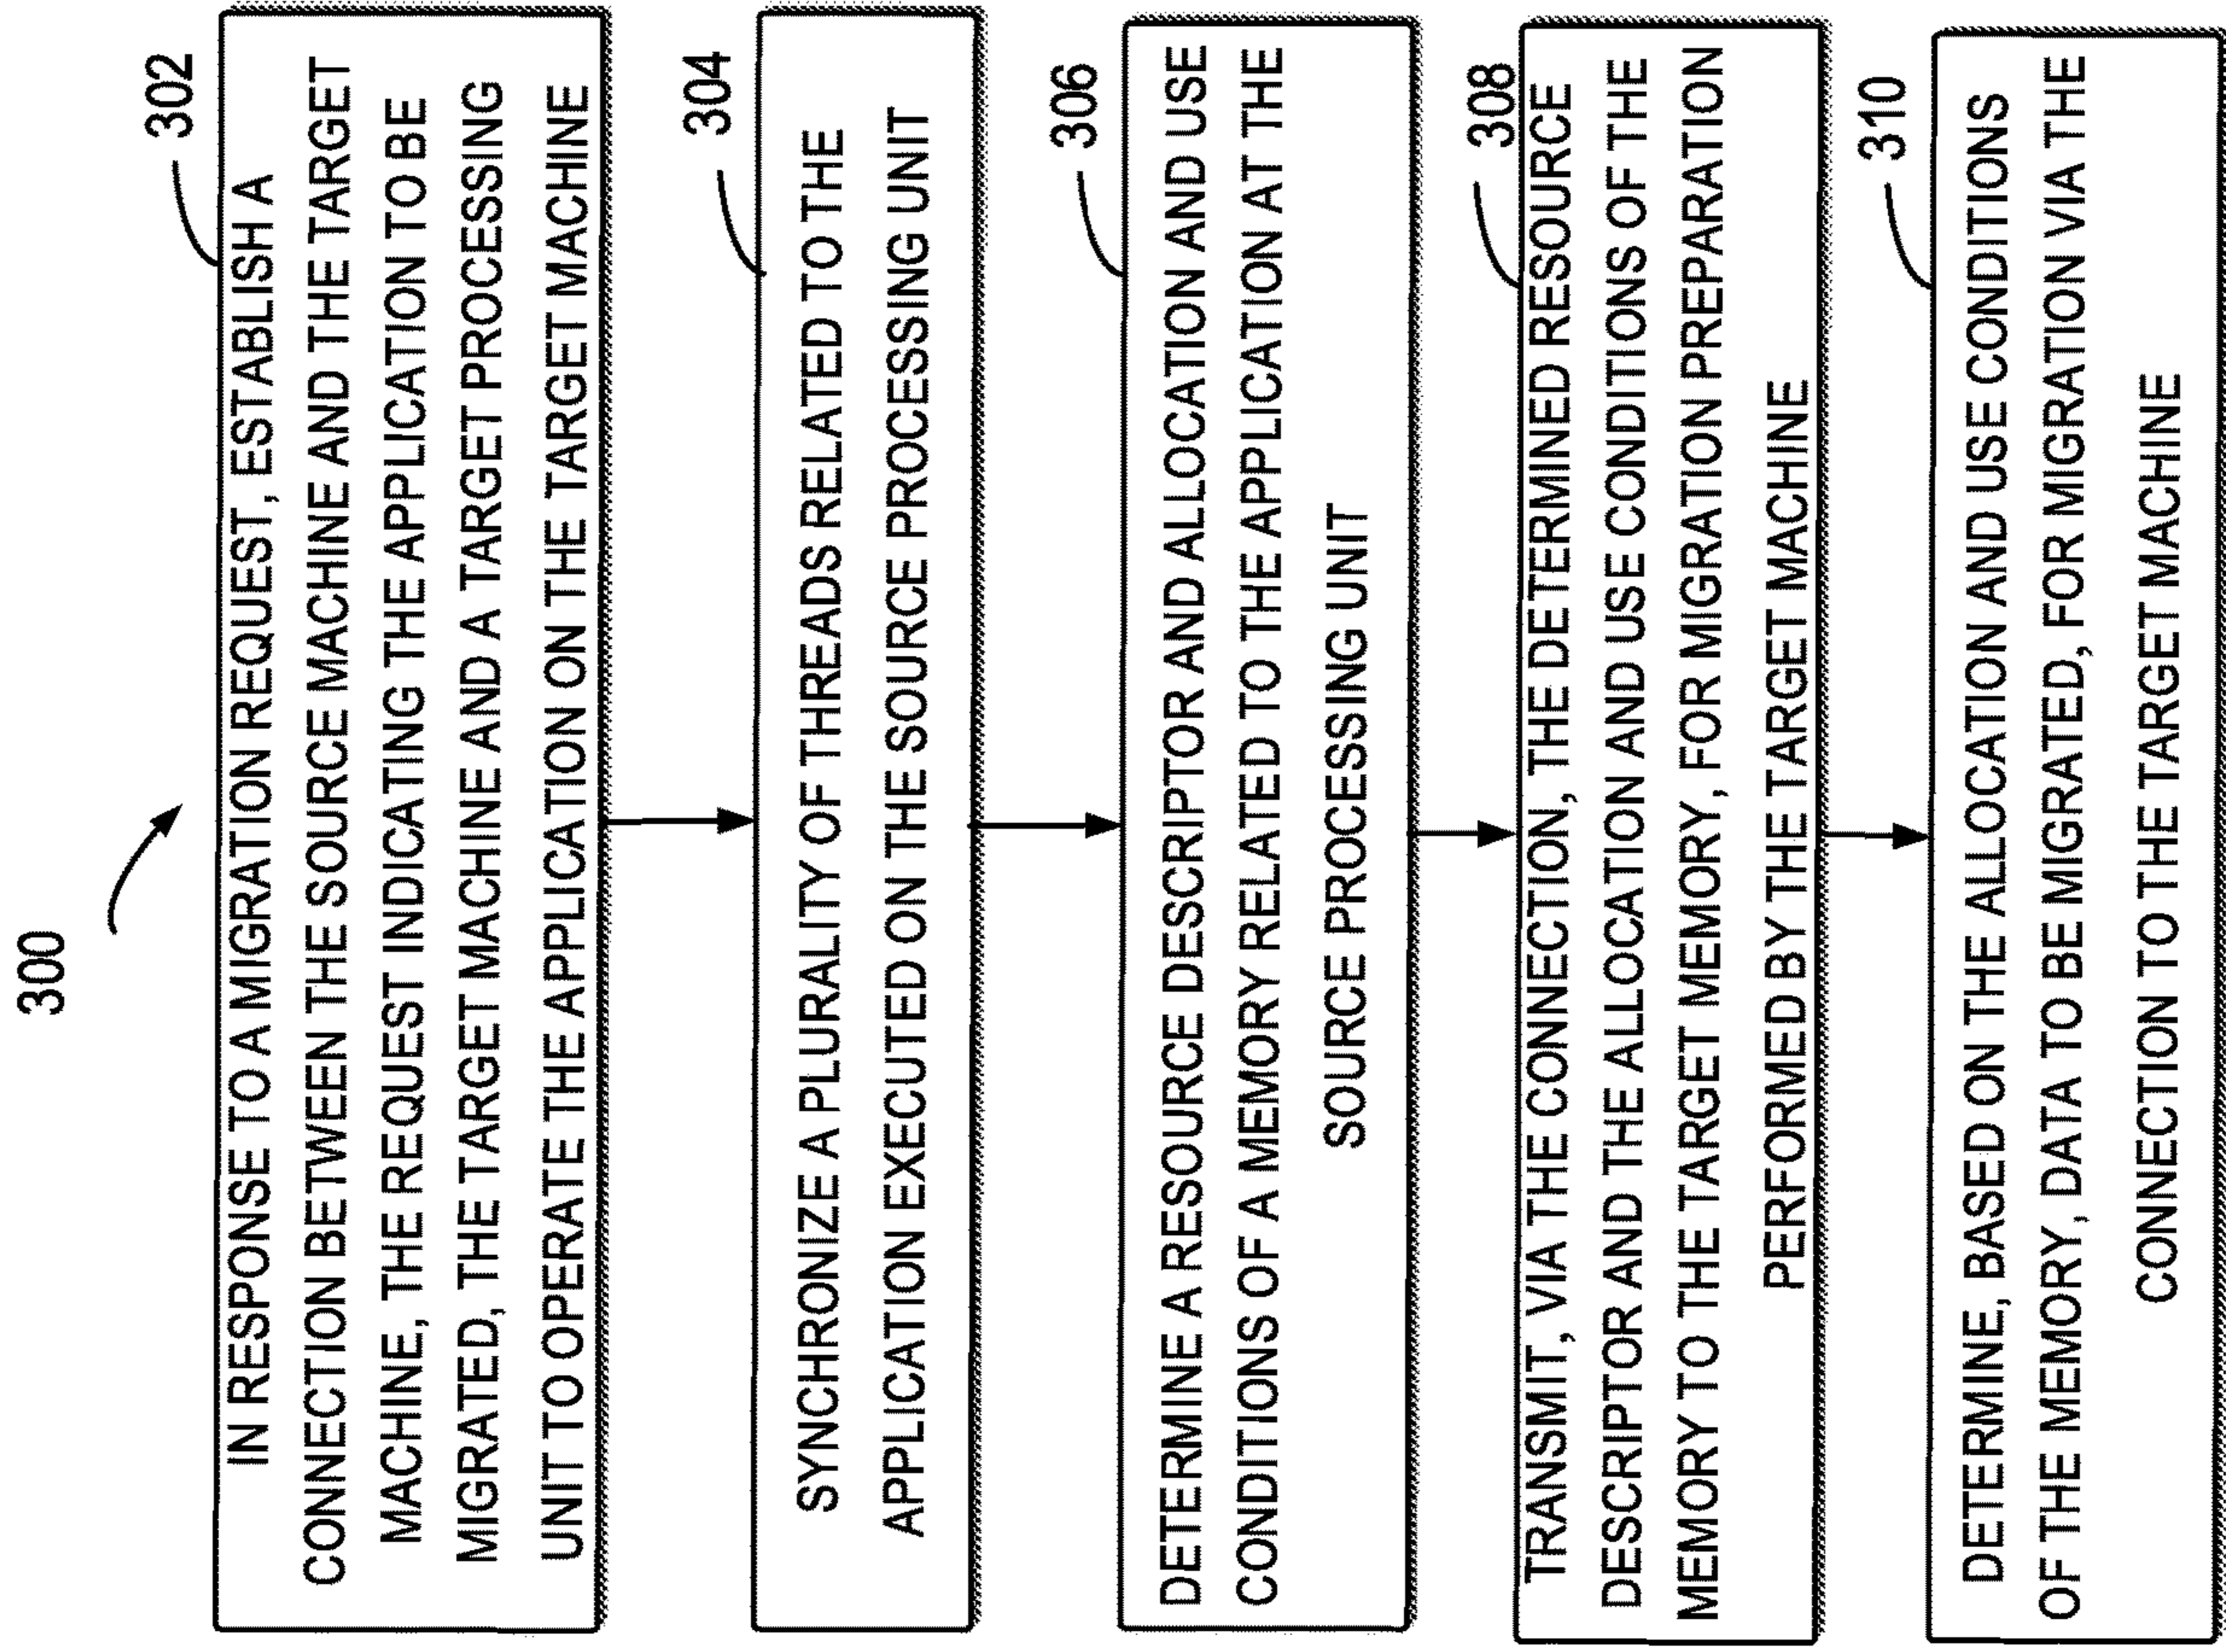 300
302
IN RESPONSE TO A MIGRATION REQUEST, ESTABLISH A
CONNECTION BETWEEN THE SOURCE MACHINE AND THE TARGET
MACHINE, THE REQUEST INDICATING THE APPLICATION TO BE
MIGRATED, THE TARGET MACHINE AND A TARGET PROCESSING
UNIT TO OPERATE THE APPLICATION ON THE TARGET MACHINE
304
SYNCHRONIZE A PLURALITY OF THREADS RELATED TO THE
APPLICATION EXECUTED ON THE SOURCE PROCESSING UNIT
306
DETERMINE A RESOURCE DESCRIPTOR AND ALLOCATION AND USE
CONDITIONS OF A MEMORY RELATED TO THE APPLICATION AT THE
SOURCE PROCESSING UNIT
308
TRANSMIT, VIA THE CONNECTION, THE DETERMINED RESOURCE
DESCRIPTOR AND THE ALLOCATION AND USE CONDITIONS OF THE
MEMORY TO THE TARGET MEMORY, FOR MIGRATION PREPARATION
PERFORMED BY THE TARGET MACHINE
310
DETERMINE, BASED ON THE ALLOCATION AND USE CONDITIONS
OF THE MEMORY, DATA TO BE MIGRATED, FOR MIGRATION VIA THE
CONNECTION TO THE TARGET MACHINE